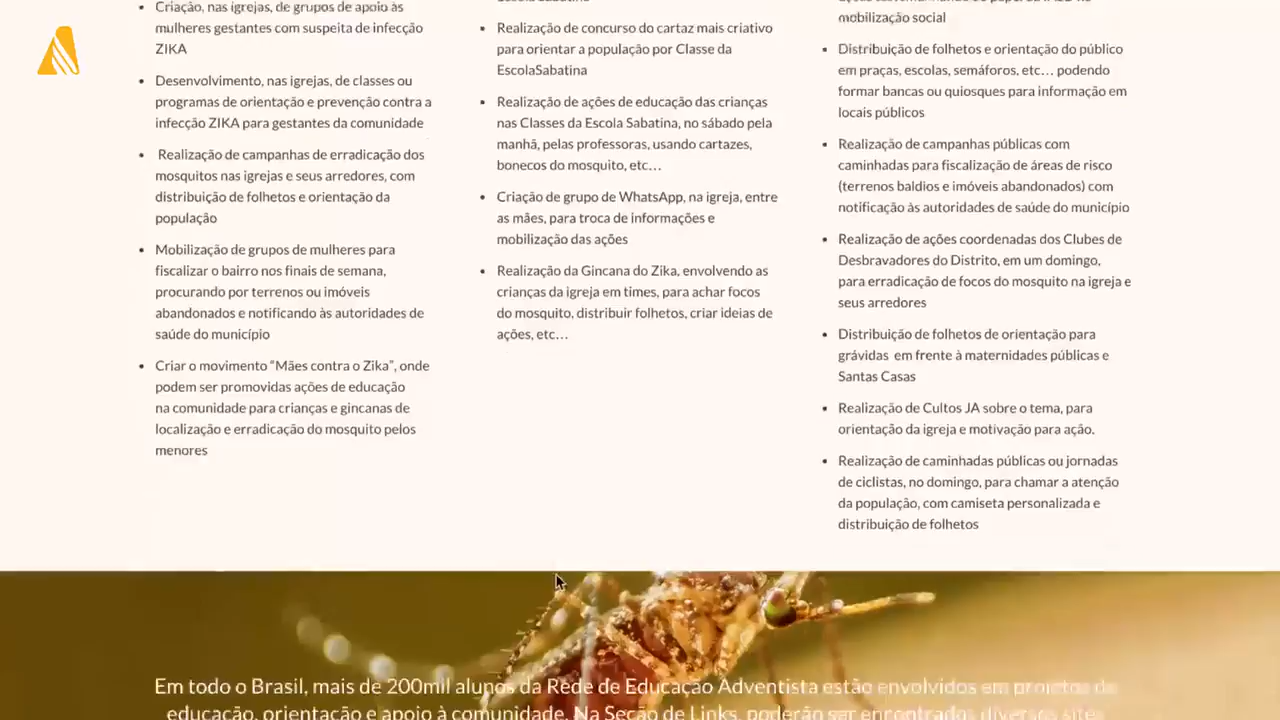 Criação, nas igrejas, de grupos de apoio às
mulheres gestantes com suspeita de infecção
ZIKA
Desenvolvimento, nas igrejas, de classes ou
programas de orientação e prevenção contra a
infecção ZIKA para gestantes da comunidade
Realização de campanhas de erradicação dos
mosquitos nas igrejas e seus arredores, com
distribuição de folhetos e orientação da
população
Mobilização de grupos de mulheres para
fiscalizar o bairro nos finais de semana,
procurando por terrenos ou imóveis
abandonados e notificando às autoridades de
saúde do município
Criar o movimento “Mães contra o Zika”, onde
podem ser promovidas ações de educação
na comunidade para crianças e gincanas de
localização e erradicação do mosquito pelos
menores
Realização de concurso do cartaz mais criativo
para orientar a população por Classe da
EscolaSabatina
Realização de ações de educação das crianças
nas Classes da Escola Sabatina, no sábado pela
manhã, pelas professoras, usando cartazes,
bonecos do mosquito, etc…
Criação de grupo de WhatsApp, na igreja, entre
as mães, para troca de informações e
mobilização das ações
Realização da Gincana do Zika, envolvendo as
crianças da igreja em times, para achar focos
do mosquito, distribuir folhetos, criar ideias de
ações, etc…
mobilização social
Distribuição de folhetos e orientação do público
em praças, escolas, semáforos, etc… podendo
formar bancas ou quiosques para informação em
locais públicos
Realização de campanhas públicas com
caminhadas para fiscalização de áreas de risco
(terrenos baldios e imóveis abandonados) com
notificação às autoridades de saúde do município
Realização de ações coordenadas dos Clubes de
Desbravadores do Distrito, em um domingo,
para erradicação de focos do mosquito na igreja e
seus arredores
Distribuição de folhetos de orientação para
grávidas em frente à maternidades públicas e
Santas Casas
Realização de Cultos JA sobre o tema, para
orientação da igreja e motivação para ação.
Realização de caminhadas públicas ou jornadas
de ciclistas, no domingo, para chamar a atenção
da população, com camiseta personalizada e
distribuição de folhetos
Em todo o Brasil, mais de 200mil alunos da Rede de Educação Adventista estão envolvidos em projetos de
educação, orientação e apoio à comunidade. Na Seção de Links, poderão ser encontrados diversos sites